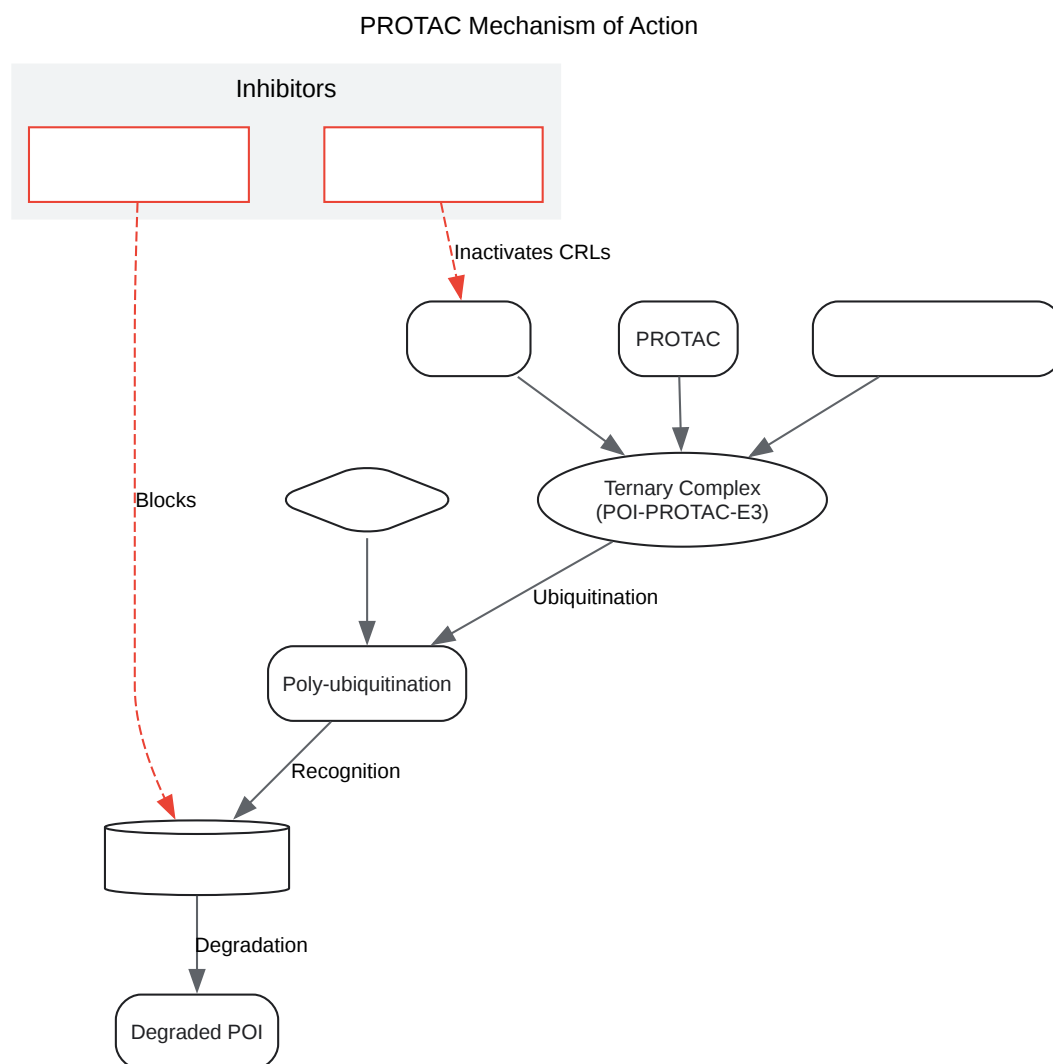 PROTAC Mechanism of Action
Inhibitors
Inactivates CRLs
PROTAC
Ternary Complex
(POI-PROTAC-E3)
Blocks
Ubiquitination
Poly-ubiquitination
Recognition
Degradation
Degraded POI